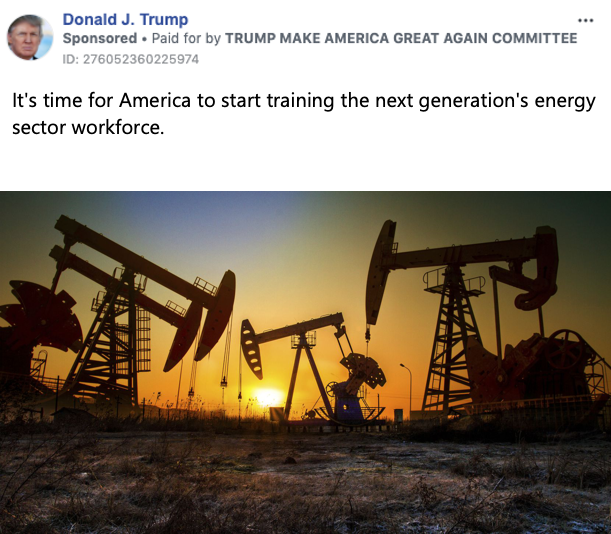 Donald J. Trump
Sponsored • Paid for by TRUMP MAKE AMERICA GREAT AGAIN COMMITTEE
ID: 276052360225974
It's time for America to start training the next generation's energy
sector workforce.